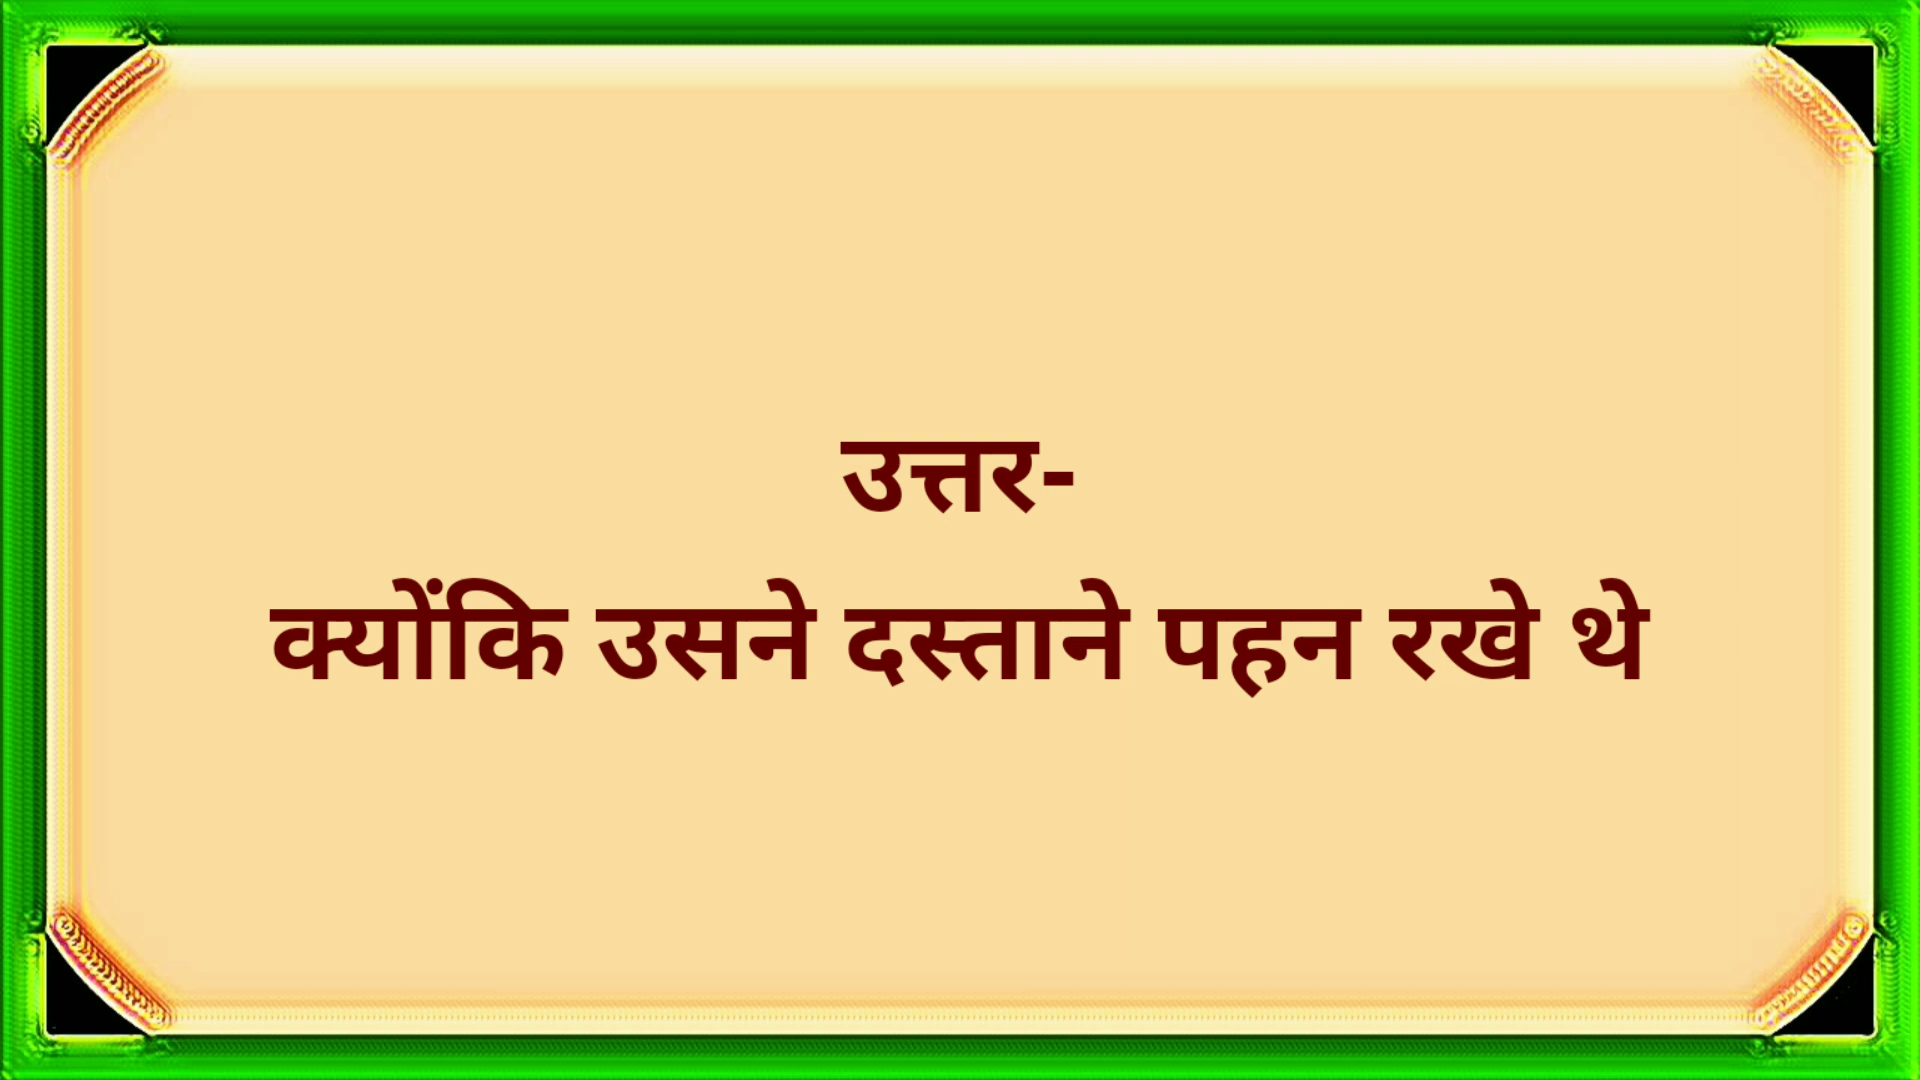 उत्तर-
क्योंकि उसने दस्ताने पहन रखे थे